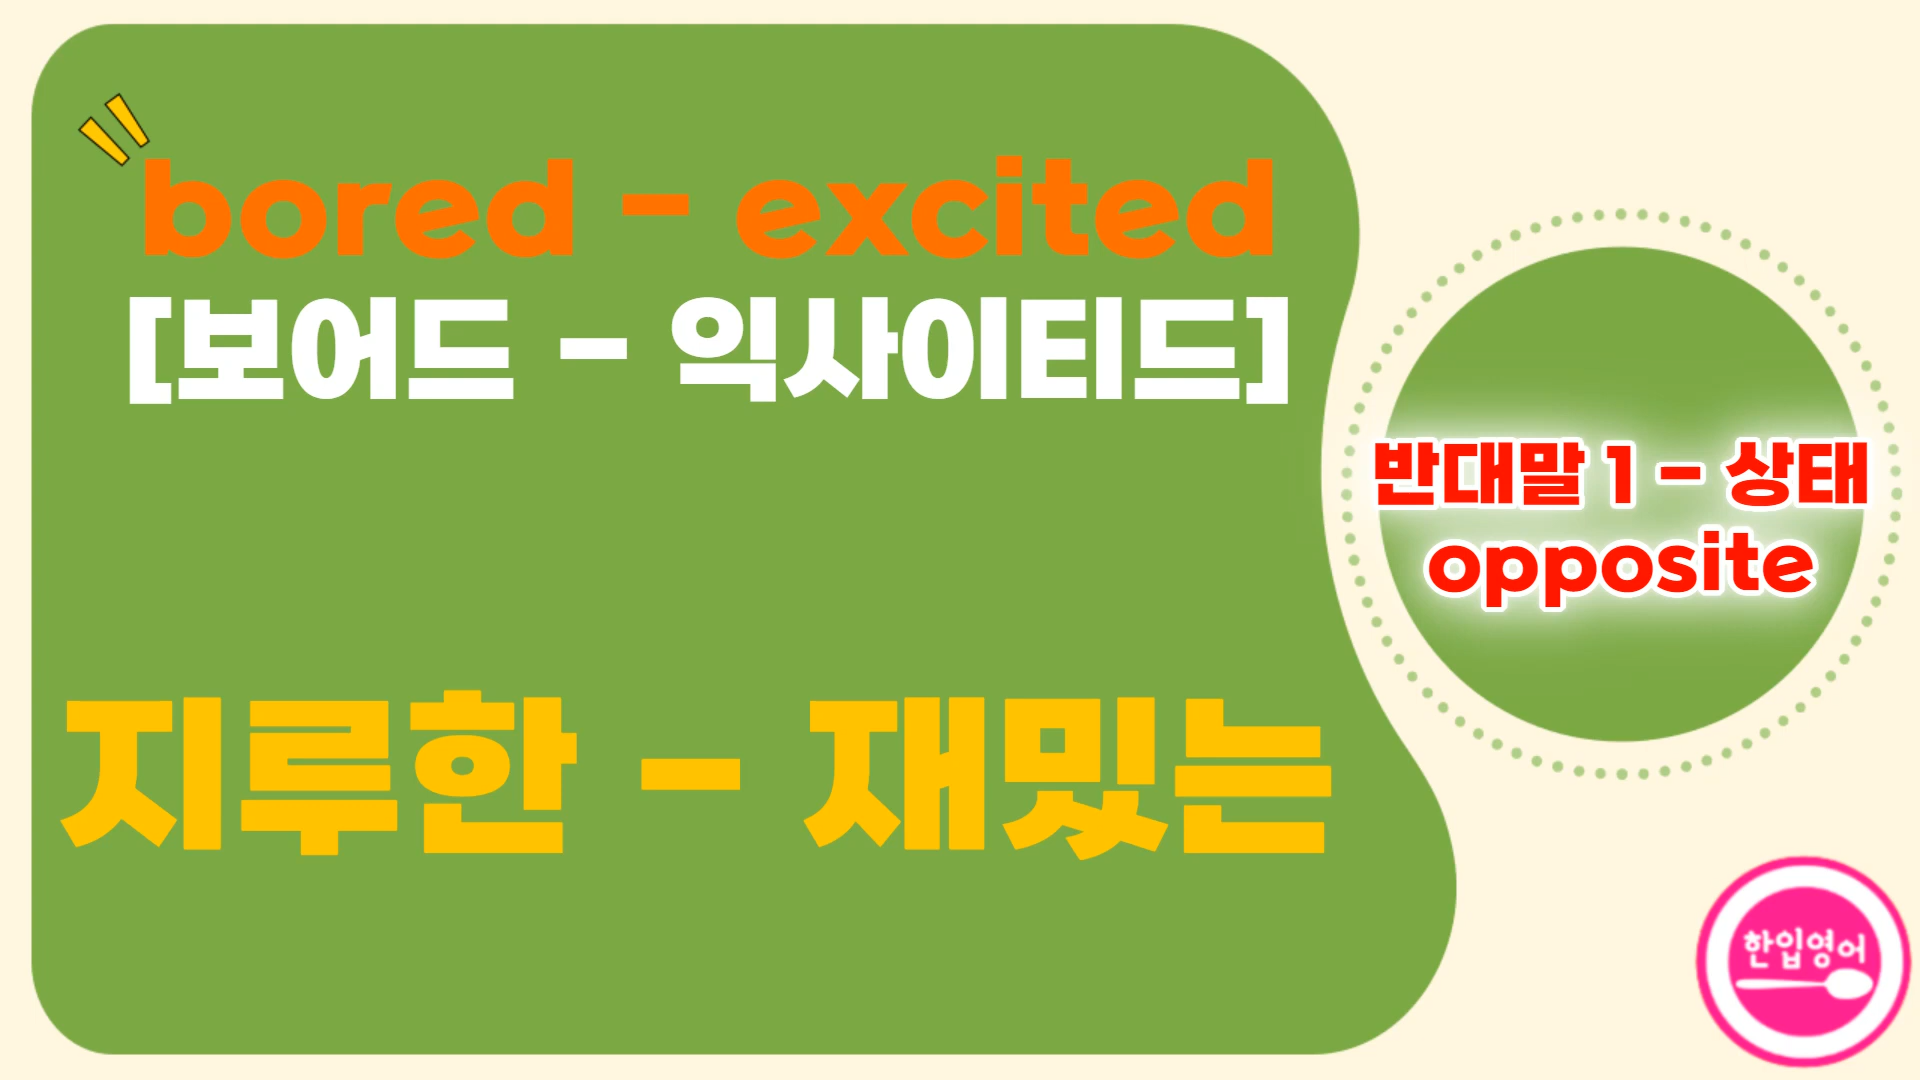 bored - excited
[보어드 - 익사이티드]
지루한 - 재밌는
반대말 1 - 상태
opposite
한입영어